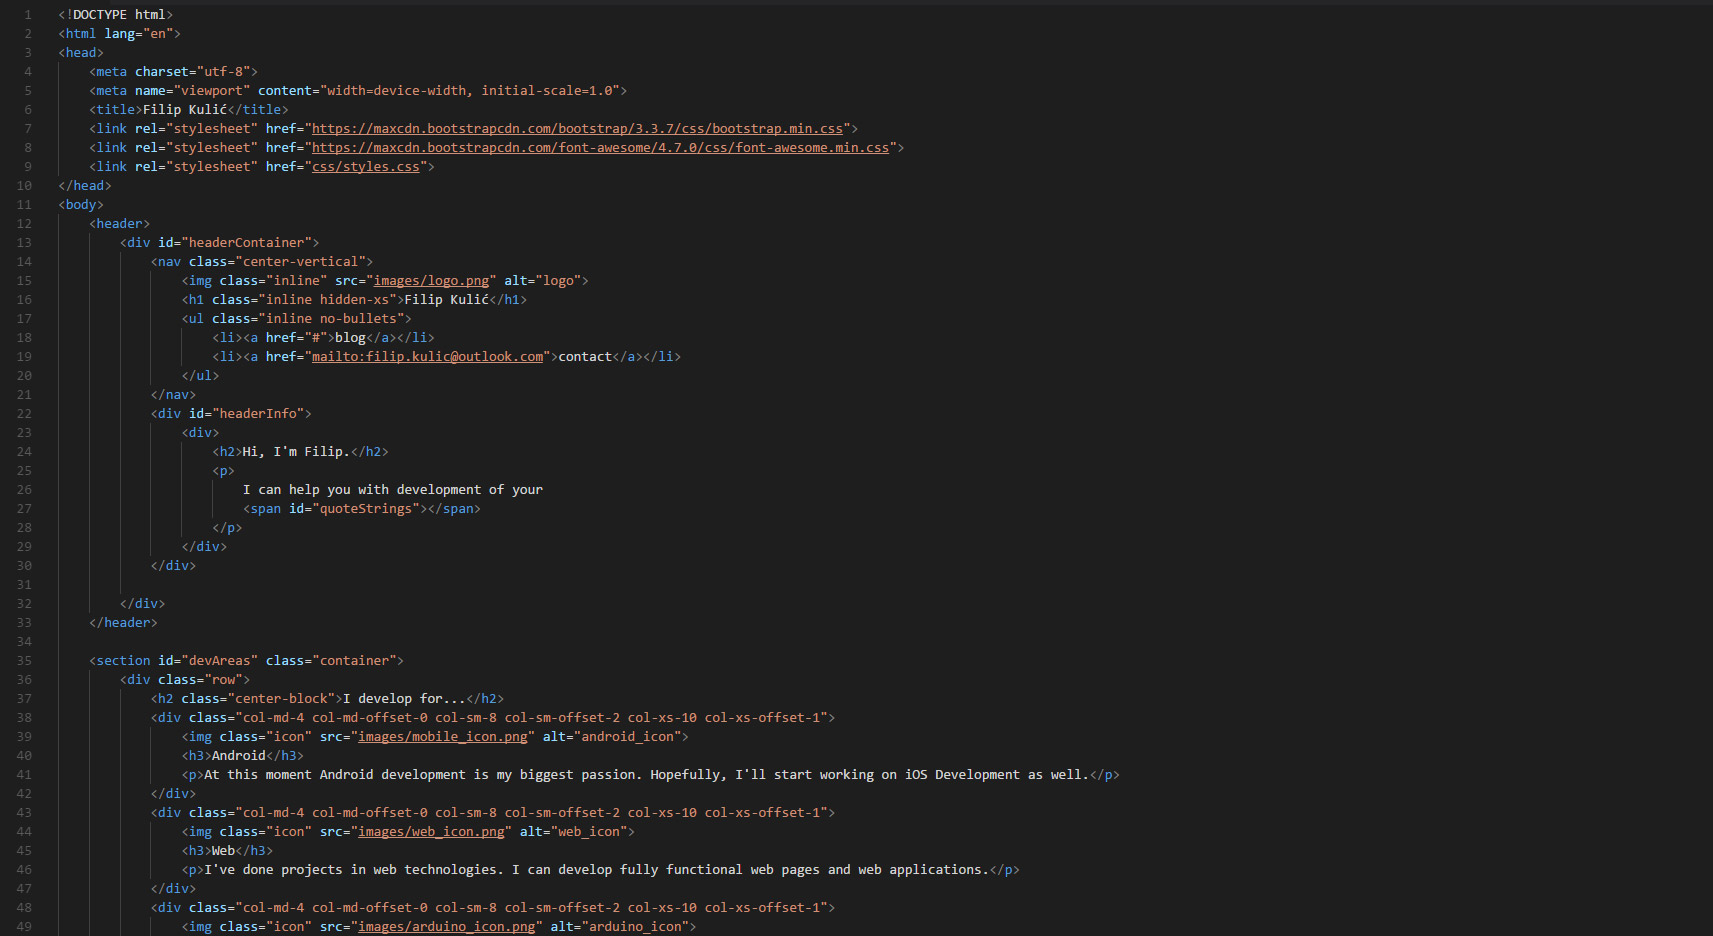 1 <!DOCTYPE html>
2 <html lang="en">
3 <head>
4     <meta charset="utf-8">
5     <meta name="viewport" content="width=device-width, initial-scale=1.0">
6     <title>Filip Kulić</title>
7     <link rel="stylesheet" href="https://maxcdn.bootstrapcdn.com/bootstrap/3.3.7/css/bootstrap.min.css">
8     <link rel="stylesheet" href="https://maxcdn.bootstrapcdn.com/font-awesome/4.7.0/css/font-awesome.min.css">
9     <link rel="stylesheet" href="css/styles.css">
10 </head>
11 <body>
12     <header>
13         <div id="headerContainer">
14             <nav class="center-vertical">
15                 <img class="inline" src="images/logo.png" alt="logo">
16                 <h1 class="inline hidden-xs">Filip Kulić</h1>
17                 <ul class="inline no-bullets">
18                     <li><a href="#">blog</a></li>
19                     <li><a href="mailto:filip.kulic@outlook.com">contact</a></li>
20                 </ul>
21             </nav>
22             <div id="headerInfo">
23                 <div>
24                     <h2>Hi, I'm Filip.</h2>
25                     <p>
26                         I can help you with development of your
27                         <span id="quoteStrings"></span>
28                     </p>
29                 </div>
30             </div>
31
32         </div>
33     </header>
34
35     <section id="devAreas" class="container">
36         <div class="row">
37             <h2 class="center-block">I develop for...</h2>
38             <div class="col-md-4 col-md-offset-0 col-sm-8 col-sm-offset-2 col-xs-10 col-xs-offset-1">
39                 <img class="icon" src="images/mobile_icon.png" alt="android_icon">
40                 <h3>Android</h3>
41                 <p>At this moment Android development is my biggest passion. Hopefully, I'll start working on iOS Development as well.</p>
42             </div>
43             <div class="col-md-4 col-md-offset-0 col-sm-8 col-sm-offset-2 col-xs-10 col-xs-offset-1">
44                 <img class="icon" src="images/web_icon.png" alt="web_icon">
45                 <h3>Web</h3>
46                 <p>I've done projects in web technologies. I can develop fully functional web pages and web applications.</p>
47             </div>
48             <div class="col-md-4 col-md-offset-0 col-sm-8 col-sm-offset-2 col-xs-10 col-xs-offset-1">
49                 <img class="icon" src="images/arduino_icon.png" alt="arduino_icon">